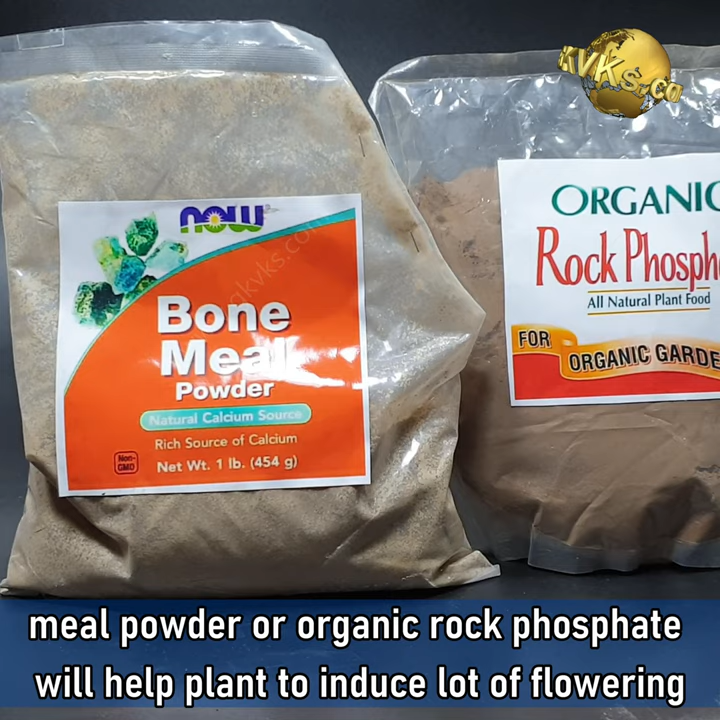 KVKS.ca
now
Bone
Meal
Powder
Natural Calcium Source
Rich Source of Calcium
Non-
GMO
Net Wt. 1 lb. (454 g)
ORGANIC
Rock Phosph
All Natural Plant Food
FOR
ORGANIC GARDE
meal powder or organic rock phosphate
will help plant to induce lot of flowering